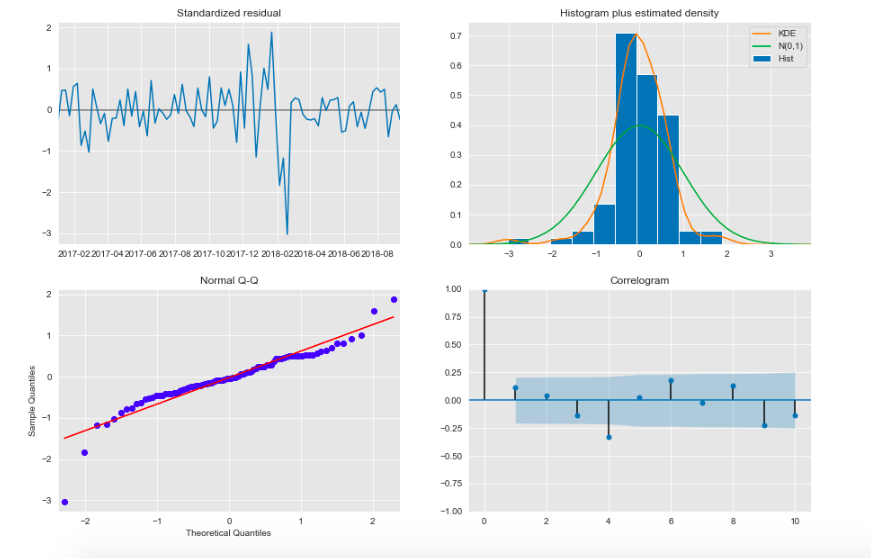 Standardized residual
2
1
0
−1
−2
−3
2017-02 2017-04 2017-06 2017-08 2017-10 2017-12 2018-02 2018-04 2018-06 2018-08
Histogram plus estimated density
KDE
N(0,1)
Hist
0.7
0.6
0.5
0.4
0.3
0.2
0.1
0.0
−3 −2 −1 0 1 2 3
Normal Q-Q
Sample Quantiles
2
1
0
−1
−2
−3
−2 −1 0 1 2
Theoretical Quantiles
Correlogram
1.00
0.75
0.50
0.25
0.00
−0.25
−0.50
−0.75
−1.00
0 2 4 6 8 10